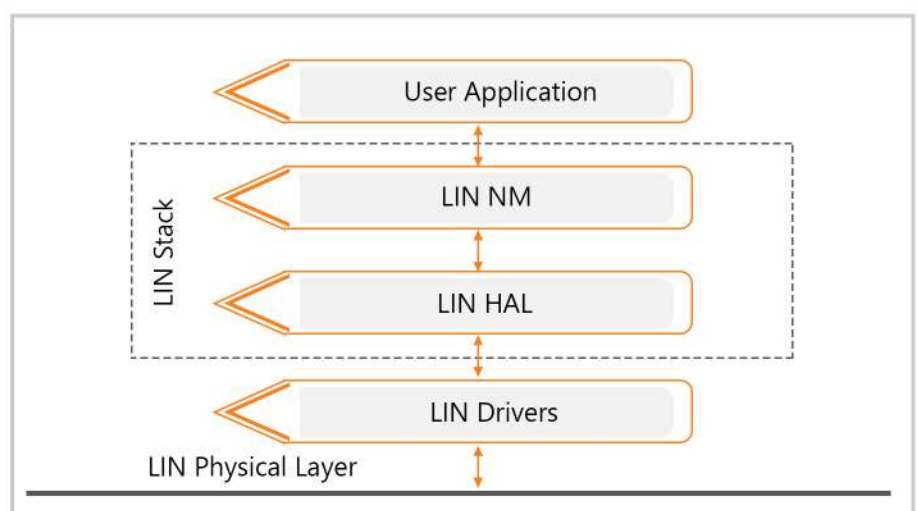 User Application
LIN Stack
LIN NM
LIN HAL
LIN Drivers
LIN Physical Layer